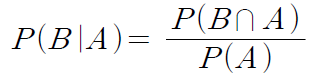 P(B|A) = P(B∩A) / P(A)